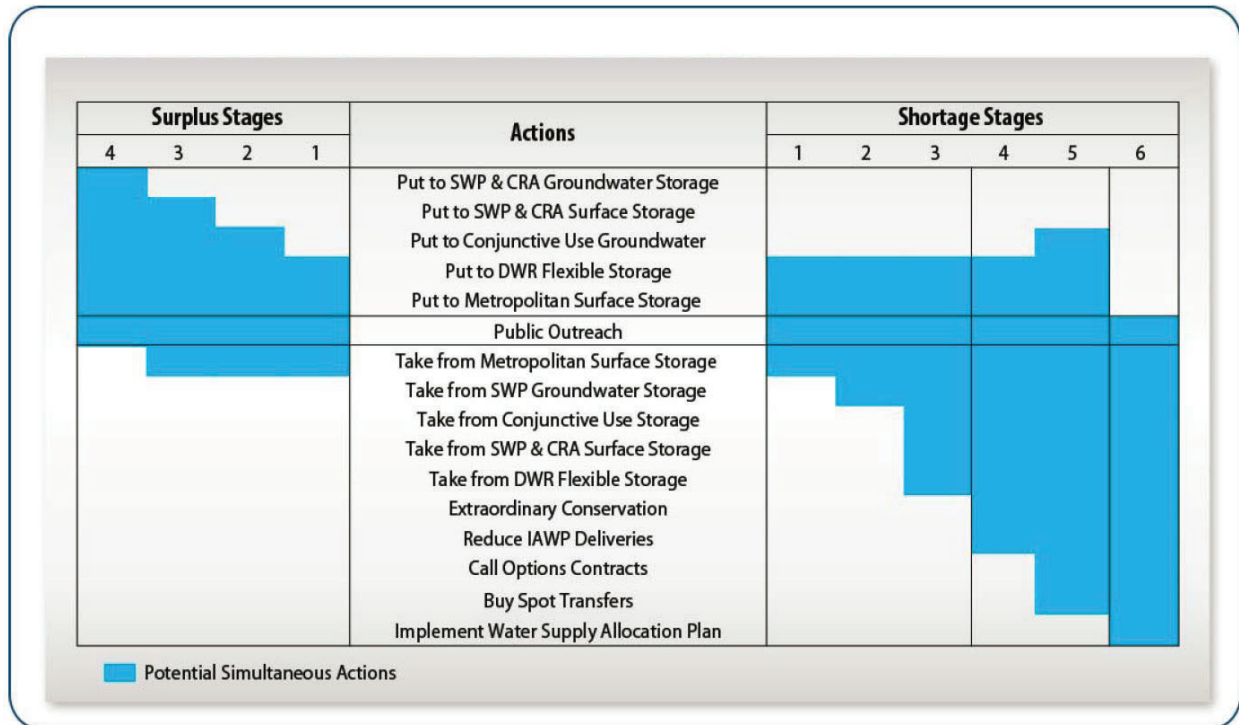 Surplus Stages
Actions
Shortage Stages
4 3 2 1
1 2 3 4 5 6
Put to SWP & CRA Groundwater Storage
Put to SWP & CRA Surface Storage
Put to Conjunctive Use Groundwater
Put to DWR Flexible Storage
Put to Metropolitan Surface Storage
Public Outreach
Take from Metropolitan Surface Storage
Take from SWP Groundwater Storage
Take from Conjunctive Use Storage
Take from SWP & CRA Surface Storage
Take from DWR Flexible Storage
Extraordinary Conservation
Reduce IAWP Deliveries
Call Options Contracts
Buy Spot Transfers
Implement Water Supply Allocation Plan
Potential Simultaneous Actions